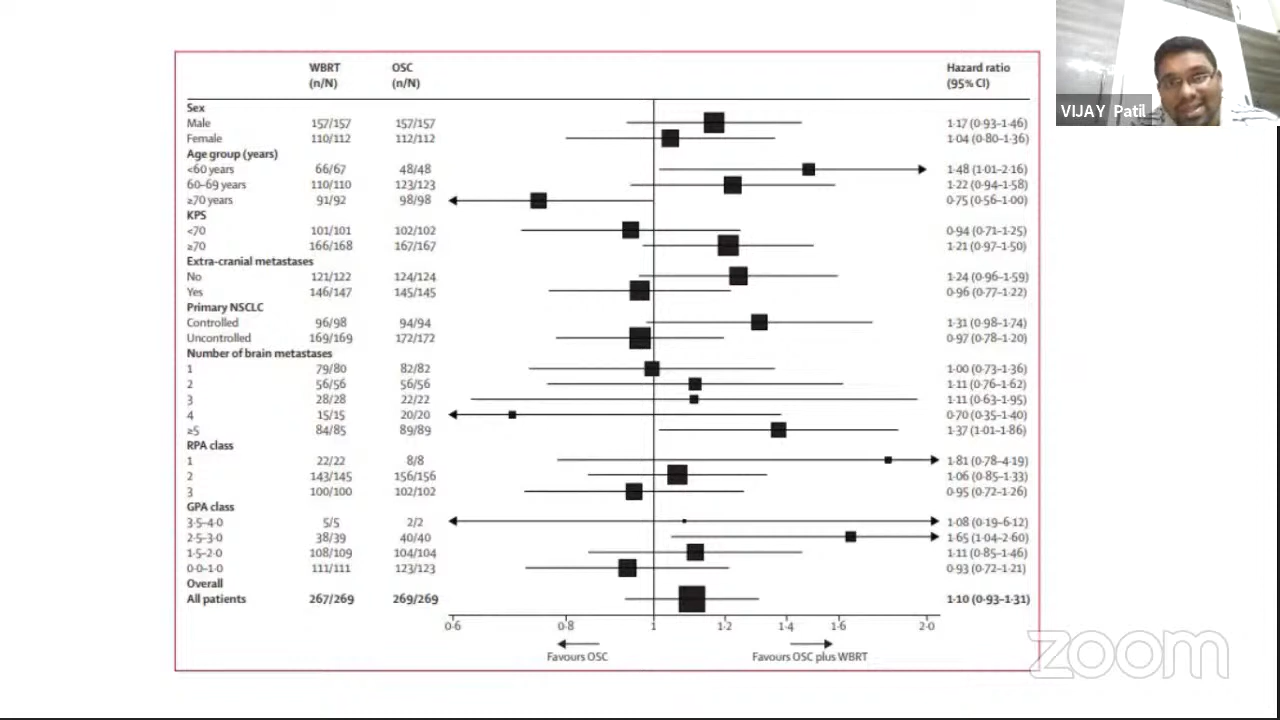 WBRT OSC Hazard ratio
(n/N) (n/N) (95% CI)
Sex
Male 157/157 157/157 1·17 (0·93–1·46)
Female 110/112 112/112 1·04 (0·80–1·36)
Age group (years)
<60 years 66/67 48/48 1·48 (1·01–2·16)
60–69 years 110/110 123/123 1·22 (0·94–1·58)
≥70 years 91/92 98/98 0·75 (0·56–1·00)
KPS
<70 101/101 102/102 0·94 (0·71–1·25)
≥70 166/168 167/167 1·21 (0·97–1·50)
Extra-cranial metastases
No 121/122 124/124 1·24 (0·96–1·59)
Yes 146/147 145/145 0·96 (0·77–1·22)
Primary NSCLC
Controlled 96/98 94/94 1·31 (0·98–1·74)
Uncontrolled 169/169 172/172 0·97 (0·78–1·20)
Number of brain metastases
1 79/80 82/82 1·00 (0·73–1·36)
2 56/56 56/56 1·11 (0·76–1·62)
3 28/28 22/22 1·11 (0·63–1·95)
4 15/15 20/20 0·70 (0·35–1·40)
≥5 84/85 89/89 1·37 (1·01–1·86)
RPA class
1 22/22 8/8 1·81 (0·78–4·19)
2 143/145 156/156 1·06 (0·85–1·33)
3 100/100 102/102 0·95 (0·72–1·26)
GPA class
3·5–4·0 5/5 2/2 1·08 (0·19–6·12)
2·5–3·0 38/39 40/40 1·65 (1·04–2·60)
1·5–2·0 108/109 104/104 1·11 (0·85–1·46)
0·0–1·0 111/111 123/123 0·93 (0·72–1·21)
Overall
All patients 267/269 269/269 1·10 (0·93–1·31)
0·6 0·8 1 1·2 1·4 1·6 2·0
Favours OSC Favours OSC plus WBRT
VIJAY Patil
zoom